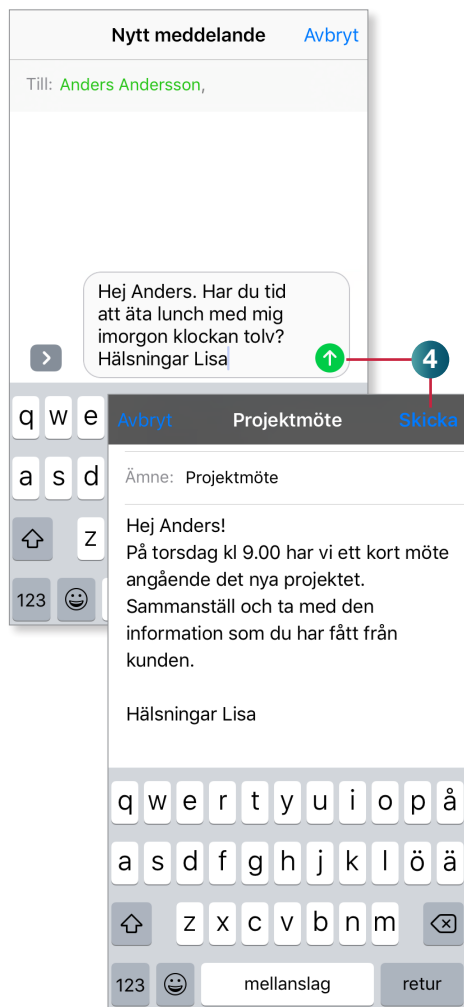 Nytt meddelande Avbryt
Till: Anders Andersson,
Hej Anders. Har du tid
att äta lunch med mig
imorgon klockan tolv?
Hälsningar Lisa
4
q w e
a s d
z
123
Avbryt Projektmöte Skicka
Ämne: Projektmöte
Hej Anders!
På torsdag kl 9.00 har vi ett kort möte
angående det nya projektet.
Sammanställ och ta med den
information som du har fått från
kunden.
Hälsningar Lisa
q w e r t y u i o p å
a s d f g h j k l ö ä
z x c v b n m
123 mellanslag retur